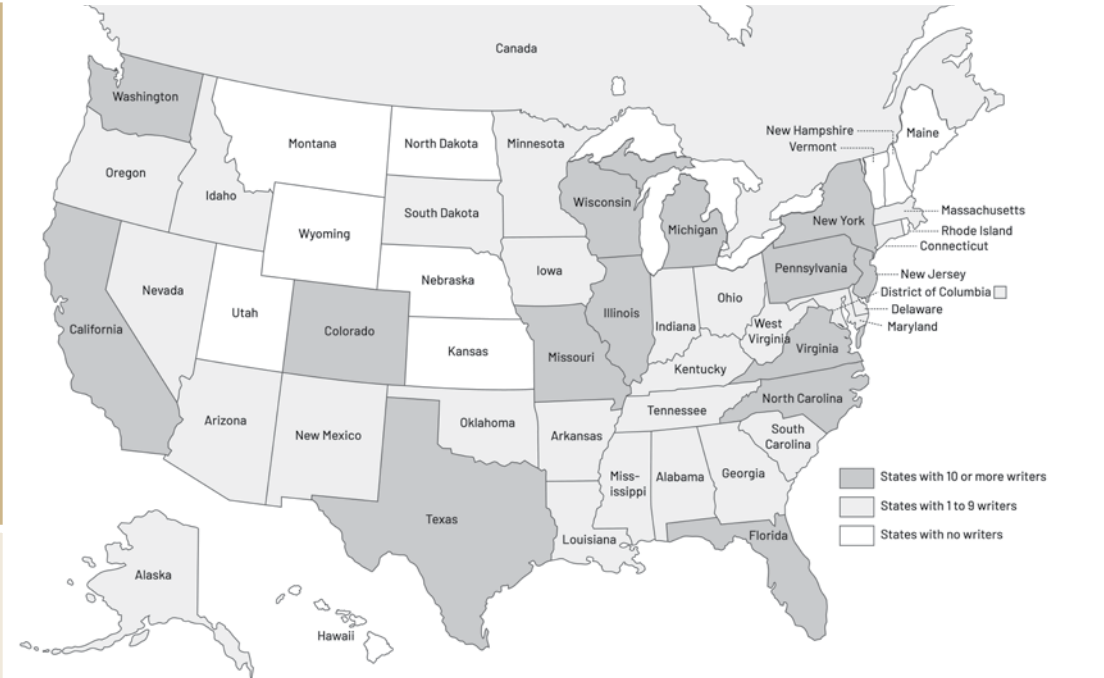 Canada
Washington
Montana
North Dakota
Minnesota
New Hampshire
Vermont
Maine
Oregon
Idaho
Wisconsin
South Dakota
Michigan
New York
Massachusetts
Rhode Island
Connecticut
Wyoming
Nebraska
Iowa
Pennsylvania
New Jersey
District of Columbia
Delaware
Maryland
Nevada
Utah
Colorado
Kansas
Missouri
Illinois
Indiana
Ohio
West
Virginia
Virginia
California
Kentucky
North Carolina
Tennessee
Arizona
New Mexico
Oklahoma
Arkansas
South
Carolina
Miss-
issippi
Alabama
Georgia
Texas
Louisiana
Florida
States with 10 or more writers
States with 1 to 9 writers
States with no writers
Alaska
Hawaii